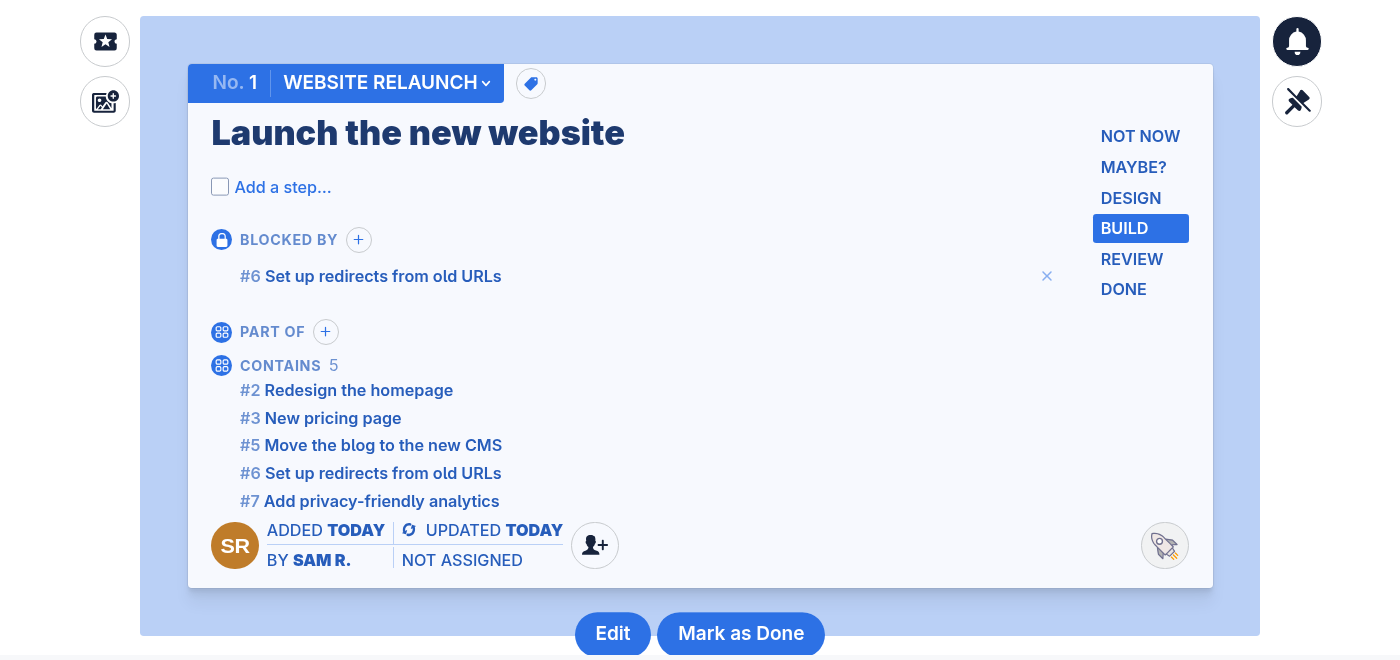 No. 1 WEBSITE RELAUNCH
Launch the new website
Add a step...
BLOCKED BY
#6 Set up redirects from old URLs
PART OF
CONTAINS 5
#2 Redesign the homepage
#3 New pricing page
#5 Move the blog to the new CMS
#6 Set up redirects from old URLs
#7 Add privacy-friendly analytics
NOT NOW
MAYBE?
DESIGN
BUILD
REVIEW
DONE
SR
ADDED TODAY
UPDATED TODAY
BY SAM R.
NOT ASSIGNED
Edit
Mark as Done